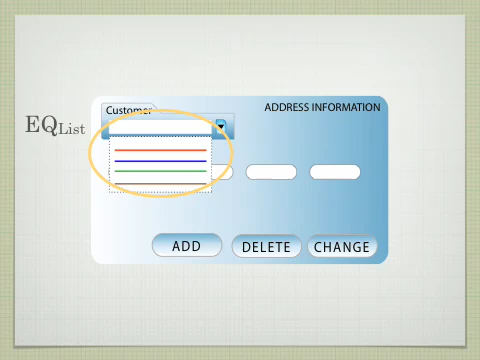 Customer
ADDRESS INFORMATION
EQList
ADD
DELETE
CHANGE